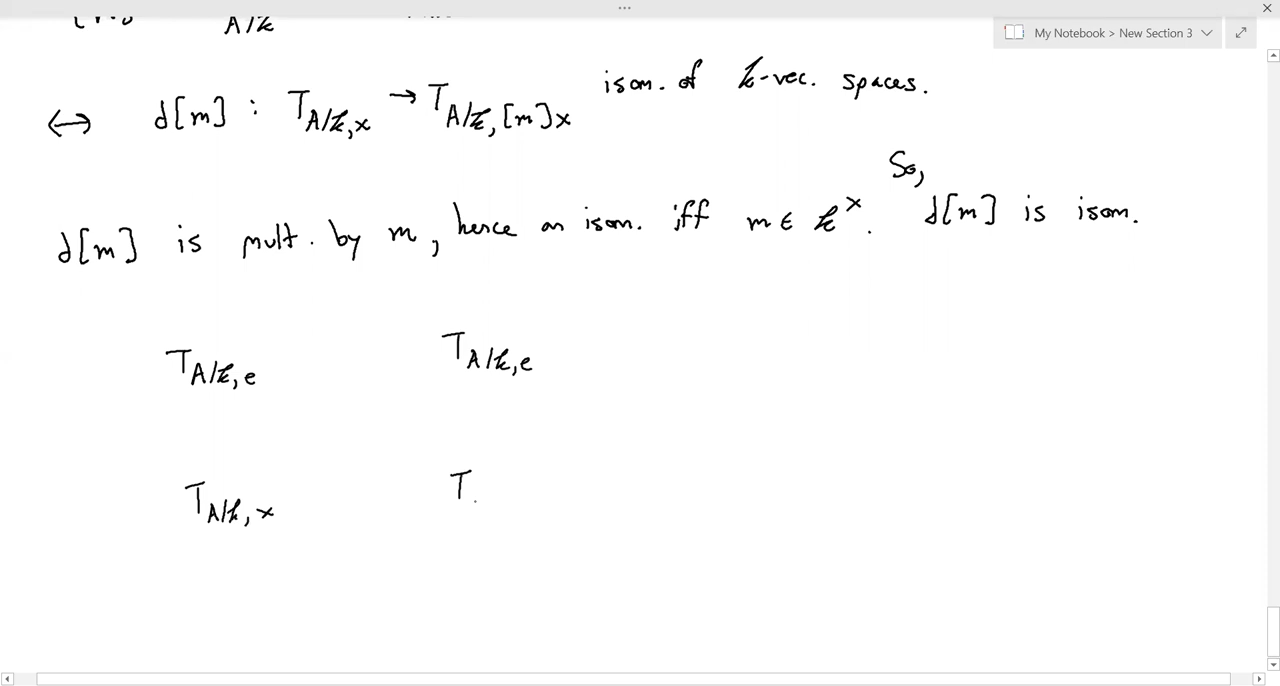 A/k
My Notebook > New Section 3
↔ d[m] : T_{A/k,x} → T_{A/k,[m]x} isom. of k-vec. spaces.
So,
d[m] is mult. by m, hence an isom. iff m ∈ k^×. d[m] is isom.
T_{A/k,e} T_{A/k,e}
T_{A/k,x} T